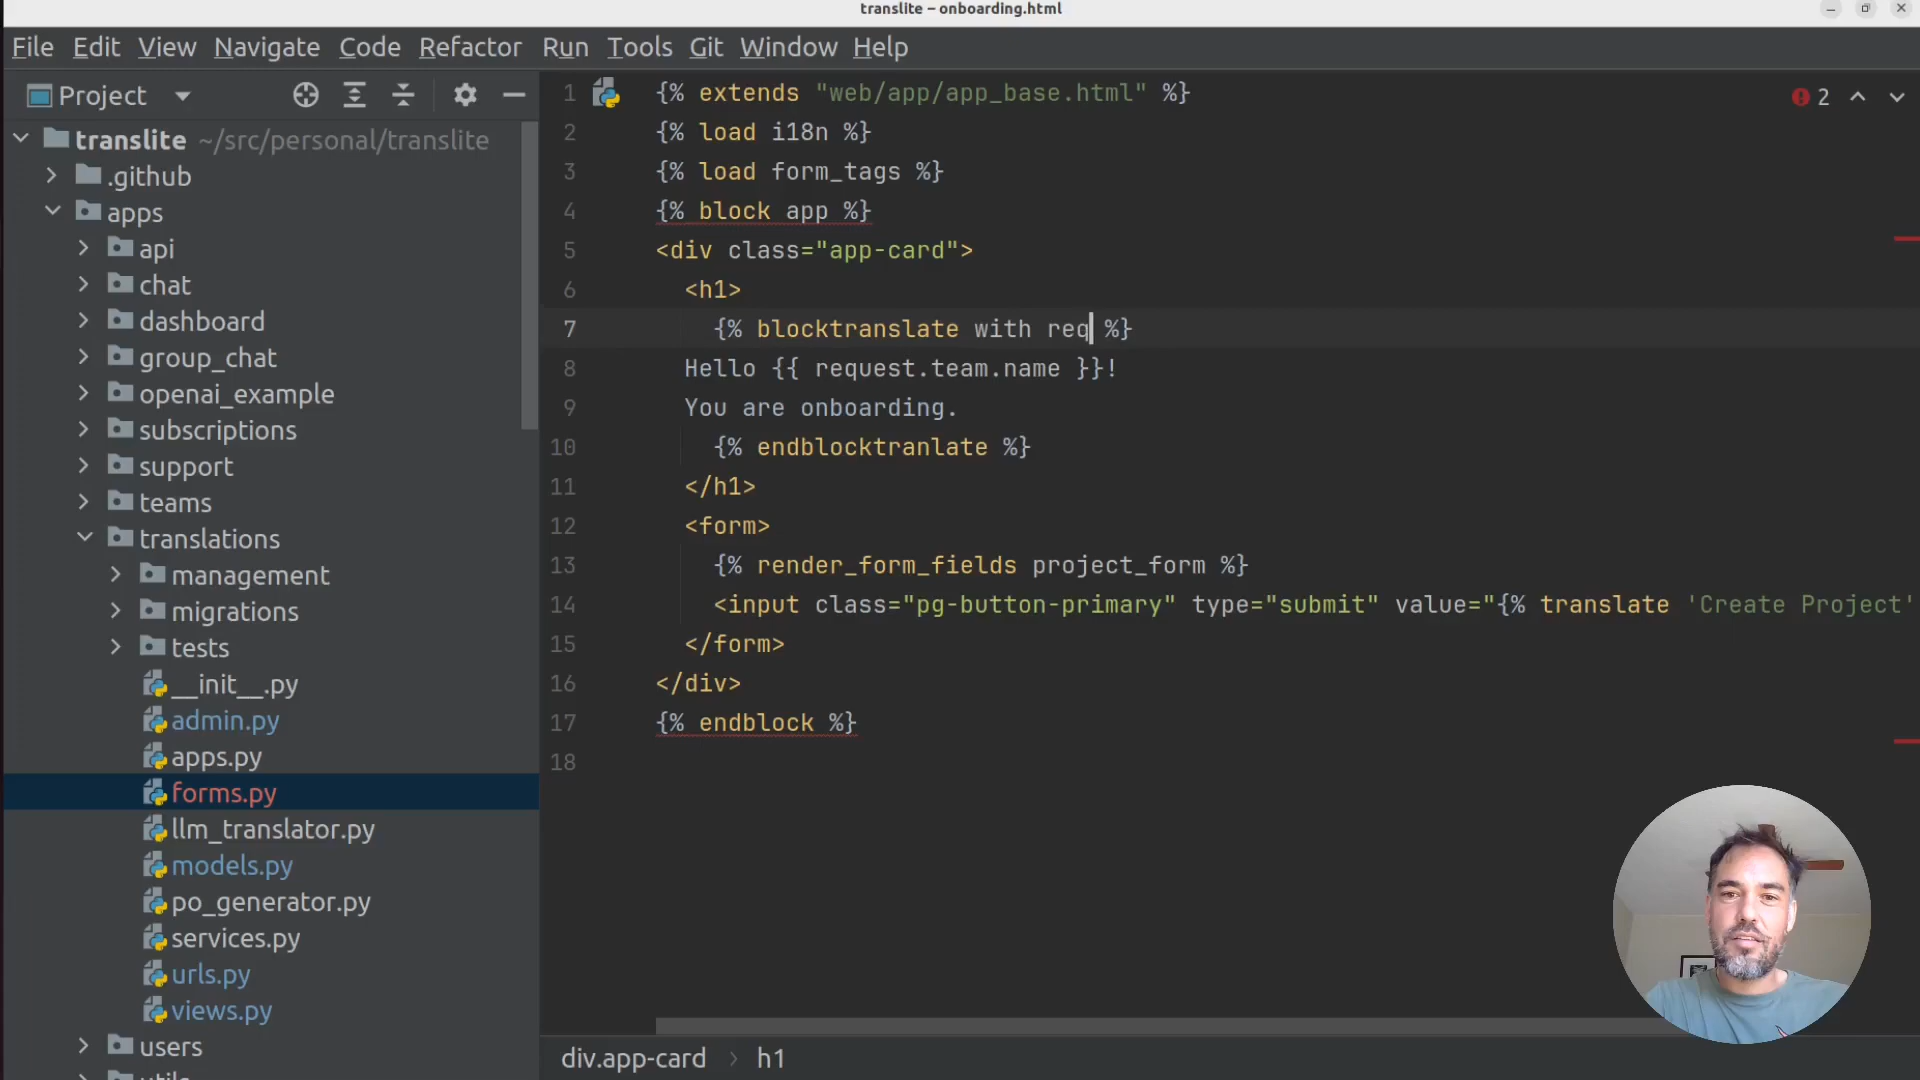 translite – onboarding.html
File Edit View Navigate Code Refactor Run Tools Git Window Help
Project
translite ~/src/personal/translite
.github
apps
api
chat
dashboard
group_chat
openai_example
subscriptions
support
teams
translations
management
migrations
tests
__init__.py
admin.py
apps.py
forms.py
llm_translator.py
models.py
po_generator.py
services.py
urls.py
views.py
users
utils
1 {% extends "web/app/app_base.html" %}
2 {% load i18n %}
3 {% load form_tags %}
4 {% block app %}
5 <div class="app-card">
6 <h1>
7 {% blocktranslate with req %}
8 Hello {{ request.team.name }}!
9 You are onboarding.
10 {% endblocktranlate %}
11 </h1>
12 <form>
13 {% render_form_fields project_form %}
14 <input class="pg-button-primary" type="submit" value="{% translate 'Create Project'
15 </form>
16 </div>
17 {% endblock %}
18
2
div.app-card > h1